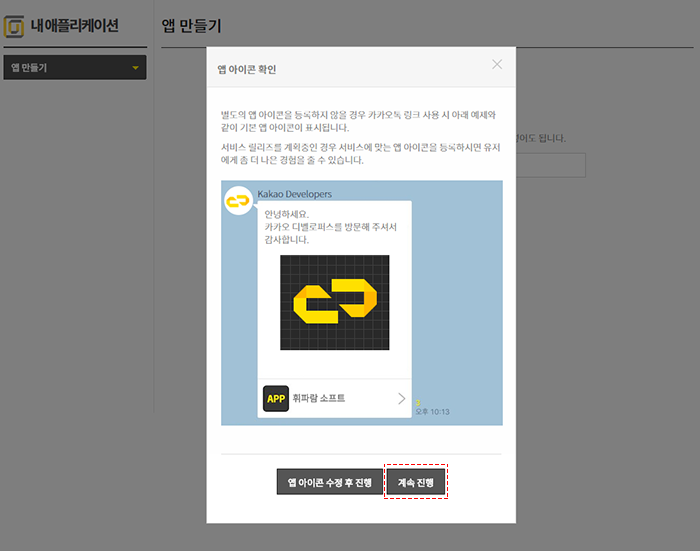 내 애플리케이션
앱 만들기
앱 만들기
앱 아이콘 확인
별도의 앱 아이콘을 등록하지 않을 경우 카카오톡 링크 사용 시 아래 예제와
같이 기본 앱 아이콘이 표시됩니다.
서비스 릴리즈를 계획중인 경우 서비스에 맞는 앱 아이콘을 등록하시면 유저
에게 좀 더 나은 경험을 줄 수 있습니다.
도 됩니다.
Kakao Developers
안녕하세요.
카카오 디벨로퍼스를 방문해 주셔서
감사합니다.
APP 휘파람 소프트
오후 10:13
앱 아이콘 수정 후 진행
계속 진행